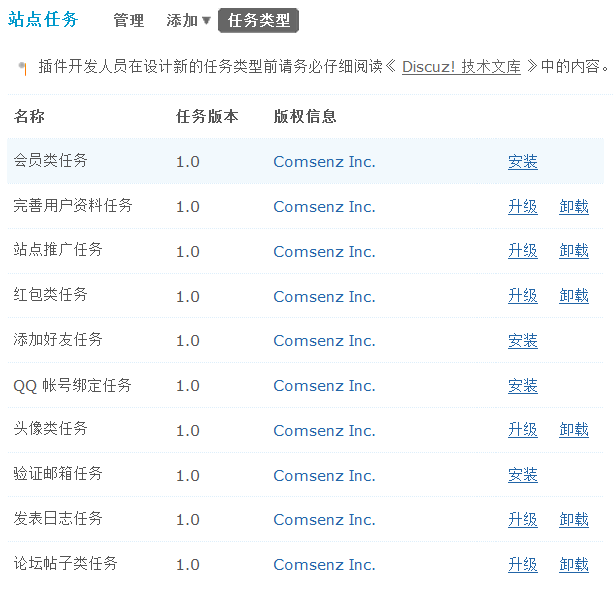 站点任务 管理 添加 任务类型
插件开发人员在设计新的任务类型前请务必仔细阅读《 Discuz! 技术文库 》中的内容。
名称 任务版本 版权信息
会员类任务 1.0 Comsenz Inc. 安装
完善用户资料任务 1.0 Comsenz Inc. 升级 卸载
站点推广任务 1.0 Comsenz Inc. 升级 卸载
红包类任务 1.0 Comsenz Inc. 升级 卸载
添加好友任务 1.0 Comsenz Inc. 安装
QQ 帐号绑定任务 1.0 Comsenz Inc. 安装
头像类任务 1.0 Comsenz Inc. 升级 卸载
验证邮箱任务 1.0 Comsenz Inc. 安装
发表日志任务 1.0 Comsenz Inc. 升级 卸载
论坛帖子类任务 1.0 Comsenz Inc. 升级 卸载